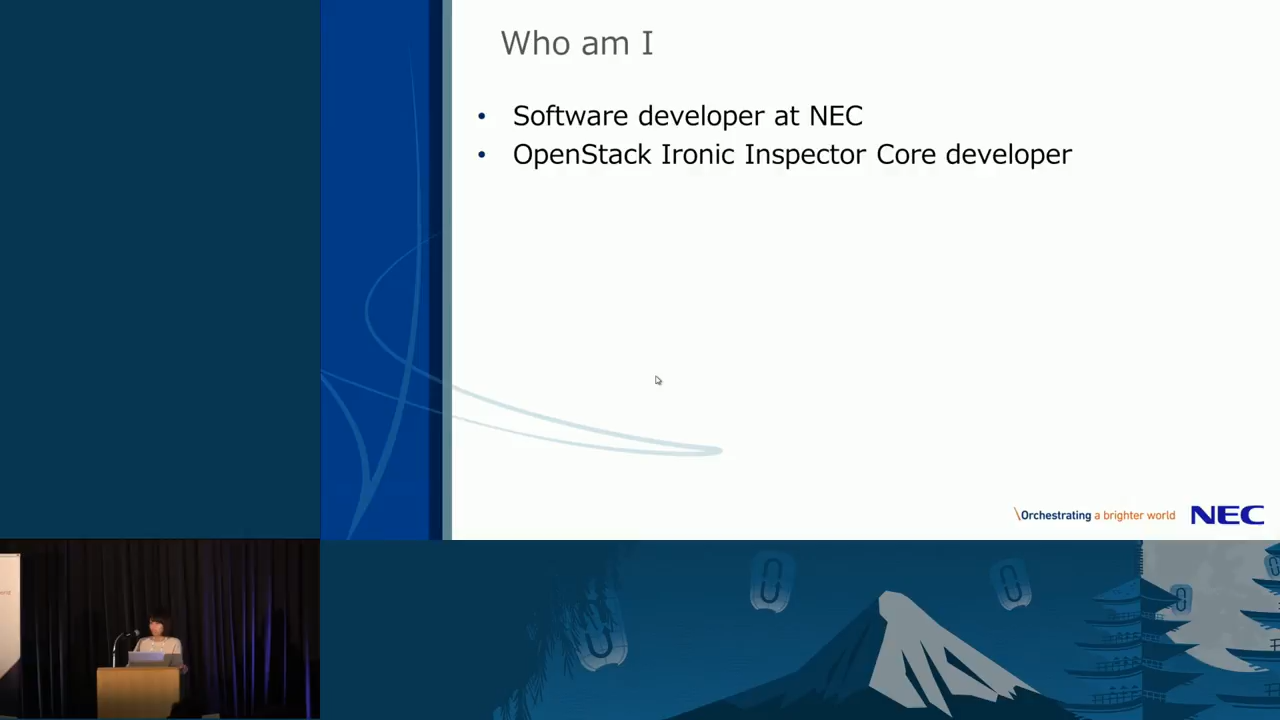 Who am I
• Software developer at NEC
• OpenStack Ironic Inspector Core developer
\Orchestrating a brighter world NEC